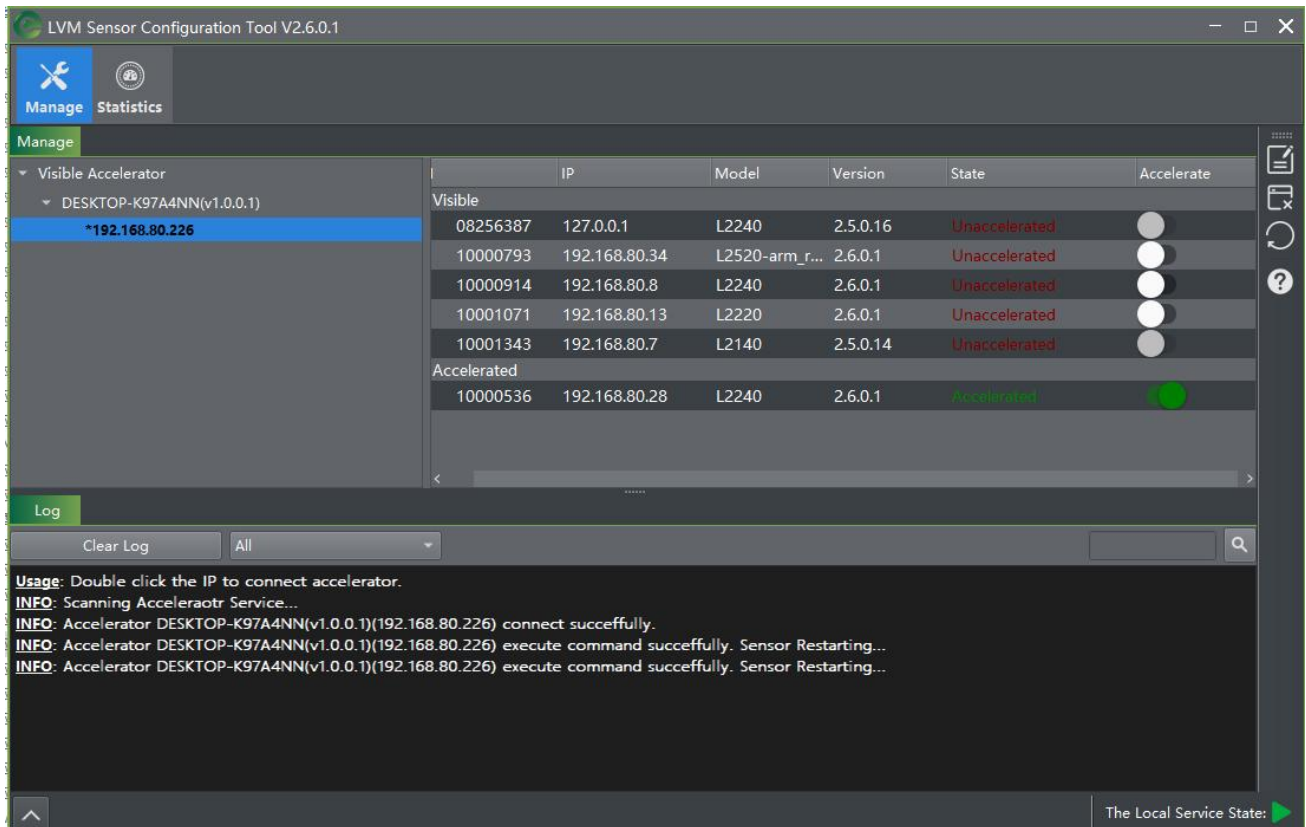 LVM Sensor Configuration Tool V2.6.0.1
Manage Statistics
Manage
Visible Accelerator
DESKTOP-K97A4NN(v1.0.0.1)
*192.168.80.226
IP Model Version State Accelerate
Visible
08256387 127.0.0.1 L2240 2.5.0.16 Unaccelerated
10000793 192.168.80.34 L2520-arm_r... 2.6.0.1 Unaccelerated
10000914 192.168.80.8 L2240 2.6.0.1 Unaccelerated
10001071 192.168.80.13 L2220 2.6.0.1 Unaccelerated
10001343 192.168.80.7 L2140 2.5.0.14 Unaccelerated
Accelerated
10000536 192.168.80.28 L2240 2.6.0.1 Accelerated
Log
Clear Log All
Usage: Double click the IP to connect accelerator.
INFO: Scanning Acceleraotr Service...
INFO: Accelerator DESKTOP-K97A4NN(v1.0.0.1)(192.168.80.226) connect succeffully.
INFO: Accelerator DESKTOP-K97A4NN(v1.0.0.1)(192.168.80.226) execute command succeffully. Sensor Restarting...
INFO: Accelerator DESKTOP-K97A4NN(v1.0.0.1)(192.168.80.226) execute command succeffully. Sensor Restarting...
The Local Service State: